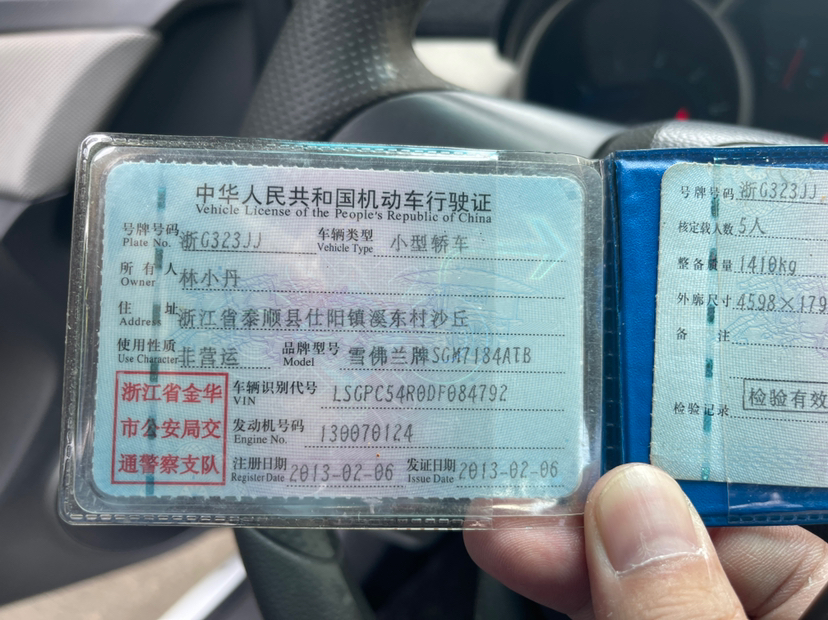 中华人民共和国机动车行驶证
Vehicle License of the People's Republic of China
号牌号码 Plate No. 浙G323JJ 车辆类型 Vehicle Type 小型轿车
所有人 Owner 林小丹
住址 Address 浙江省泰顺县仕阳镇溪东村沙丘
使用性质 Use Character 非营运 品牌型号 Model 雪佛兰牌SGM7184ATB
浙江省金华
市公安局交
通警察支队
车辆识别代号 VIN LSGPC54R0DF084792
发动机号码 Engine No. 130070124
注册日期 Register Date 2013-02-06 发证日期 Issue Date 2013-02-06
号牌号码 浙G323JJ
核定载人数 5人
整备质量 1410kg
外廓尺寸 4598×179
备注
检验记录 检验有效